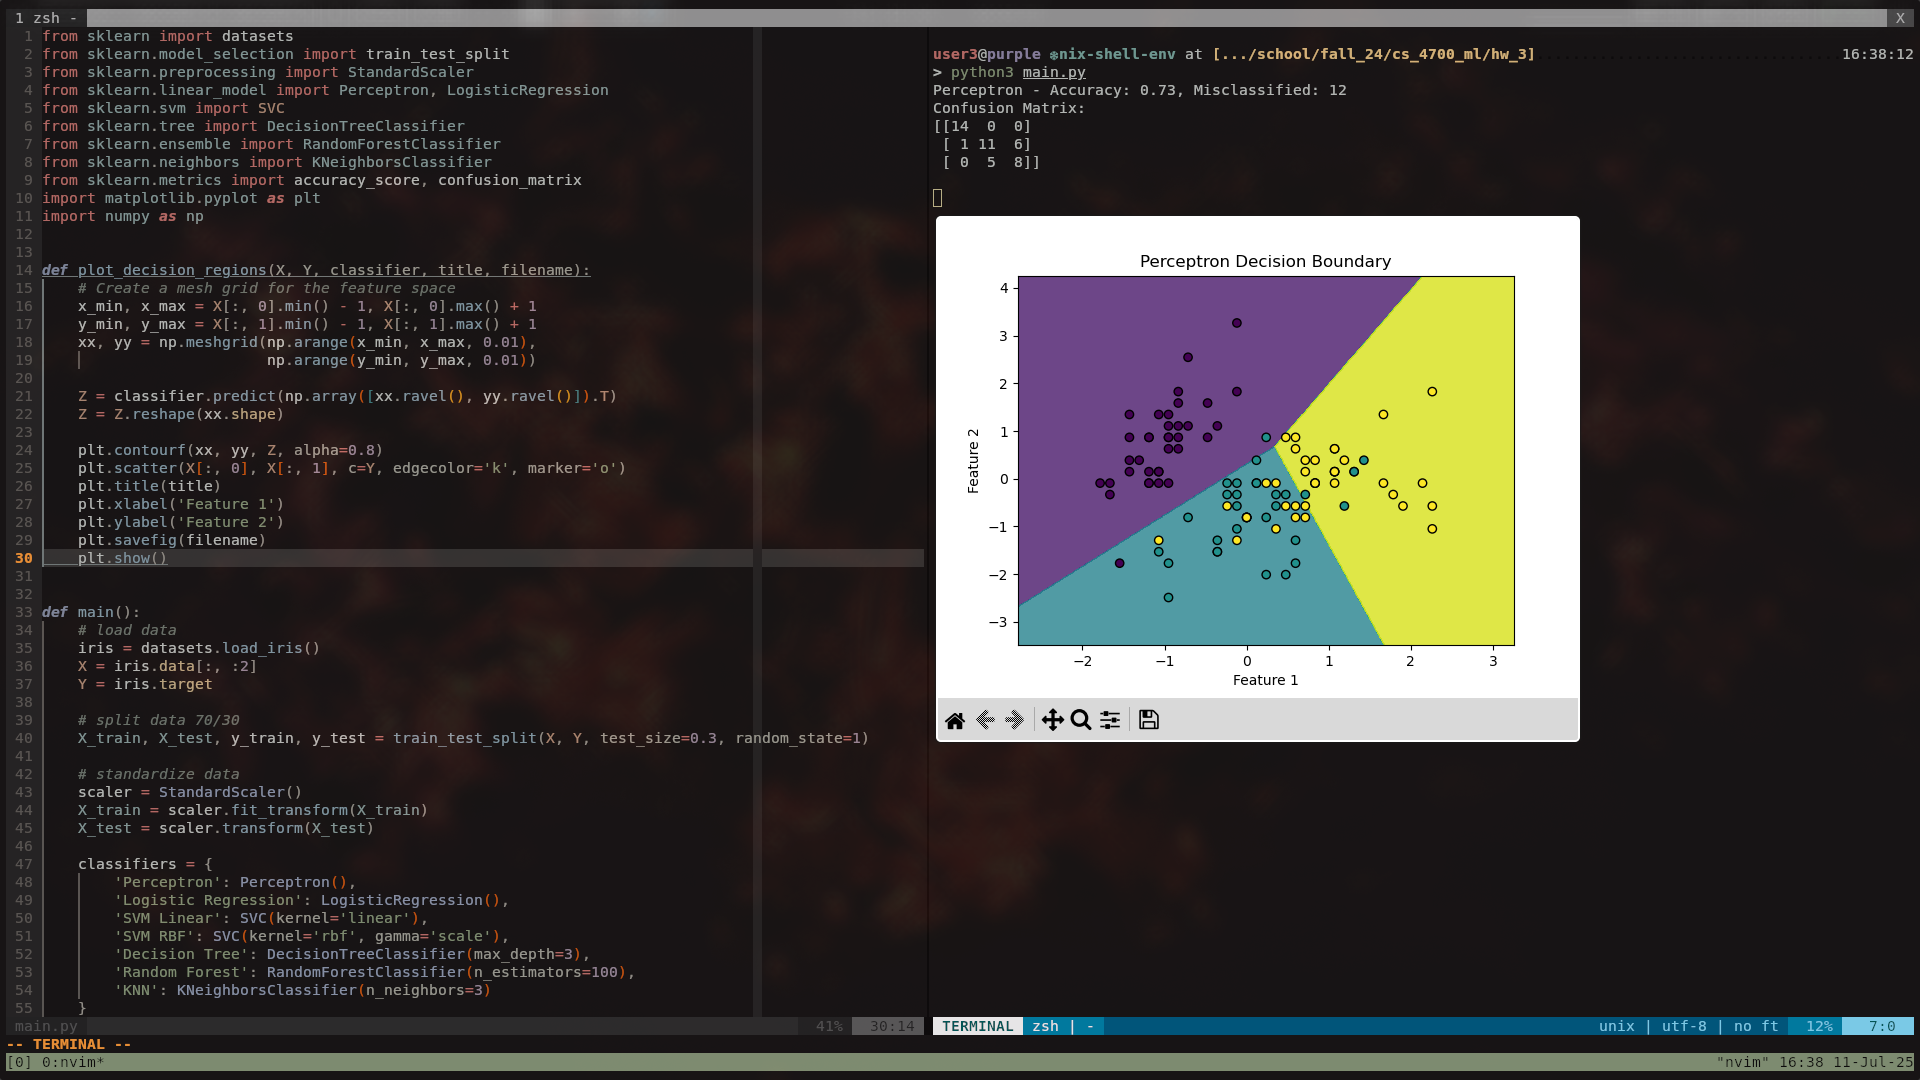 1 zsh - X
1 from sklearn import datasets
2 from sklearn.model_selection import train_test_split
3 from sklearn.preprocessing import StandardScaler
4 from sklearn.linear_model import Perceptron, LogisticRegression
5 from sklearn.svm import SVC
6 from sklearn.tree import DecisionTreeClassifier
7 from sklearn.ensemble import RandomForestClassifier
8 from sklearn.neighbors import KNeighborsClassifier
9 from sklearn.metrics import accuracy_score, confusion_matrix
10 import matplotlib.pyplot as plt
11 import numpy as np
12
13
14 def plot_decision_regions(X, Y, classifier, title, filename):
15     # Create a mesh grid for the feature space
16     x_min, x_max = X[:, 0].min() - 1, X[:, 0].max() + 1
17     y_min, y_max = X[:, 1].min() - 1, X[:, 1].max() + 1
18     xx, yy = np.meshgrid(np.arange(x_min, x_max, 0.01),
19                          np.arange(y_min, y_max, 0.01))
20
21     Z = classifier.predict(np.array([xx.ravel(), yy.ravel()]).T)
22     Z = Z.reshape(xx.shape)
23
24     plt.contourf(xx, yy, Z, alpha=0.8)
25     plt.scatter(X[:, 0], X[:, 1], c=Y, edgecolor='k', marker='o')
26     plt.title(title)
27     plt.xlabel('Feature 1')
28     plt.ylabel('Feature 2')
29     plt.savefig(filename)
30     plt.show()
31
32
33 def main():
34     # load data
35     iris = datasets.load_iris()
36     X = iris.data[:, :2]
37     Y = iris.target
38
39     # split data 70/30
40     X_train, X_test, y_train, y_test = train_test_split(X, Y, test_size=0.3, random_state=1)
41
42     # standardize data
43     scaler = StandardScaler()
44     X_train = scaler.fit_transform(X_train)
45     X_test = scaler.transform(X_test)
46
47     classifiers = {
48         'Perceptron': Perceptron(),
49         'Logistic Regression': LogisticRegression(),
50         'SVM Linear': SVC(kernel='linear'),
51         'SVM RBF': SVC(kernel='rbf', gamma='scale'),
52         'Decision Tree': DecisionTreeClassifier(max_depth=3),
53         'Random Forest': RandomForestClassifier(n_estimators=100),
54         'KNN': KNeighborsClassifier(n_neighbors=3)
55     }
main.py 41% 30:14
user3@purple ❄nix-shell-env at [.../school/fall_24/cs_4700_ml/hw_3] 16:38:12
> python3 main.py
Perceptron - Accuracy: 0.73, Misclassified: 12
Confusion Matrix:
[[14  0  0]
 [ 1 11  6]
 [ 0  5  8]]
Perceptron Decision Boundary
4
3
2
1
0
−1
−2
−3
Feature 2
−2 −1 0 1 2 3
Feature 1
TERMINAL zsh | - unix | utf-8 | no ft 12% 7:0
-- TERMINAL --
[0] 0:nvim* "nvim" 16:38 11-Jul-25